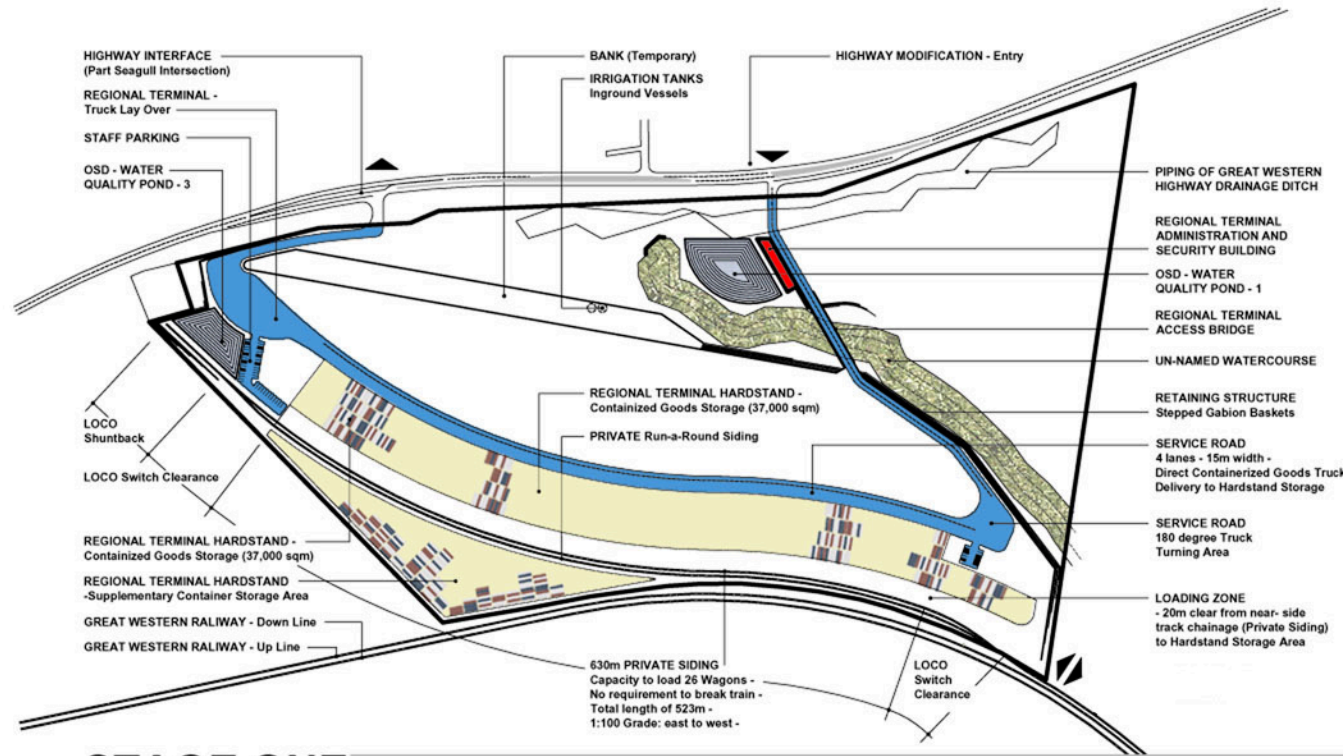 HIGHWAY INTERFACE
(Part Seagull Intersection)
REGIONAL TERMINAL -
Truck Lay Over
STAFF PARKING
OSD - WATER
QUALITY POND - 3
BANK (Temporary)
IRRIGATION TANKS
Inground Vessels
HIGHWAY MODIFICATION - Entry
PIPING OF GREAT WESTERN
HIGHWAY DRAINAGE DITCH
REGIONAL TERMINAL
ADMINISTRATION AND
SECURITY BUILDING
OSD - WATER
QUALITY POND - 1
REGIONAL TERMINAL
ACCESS BRIDGE
UN-NAMED WATERCOURSE
RETAINING STRUCTURE
Stepped Gabion Baskets
SERVICE ROAD
4 lanes - 15m width -
Direct Containerized Goods Truck
Delivery to Hardstand Storage
SERVICE ROAD
180 degree Truck
Turning Area
LOADING ZONE
- 20m clear from near- side
track chainage (Private Siding)
to Hardstand Storage Area
REGIONAL TERMINAL HARDSTAND -
Containized Goods Storage (37,000 sqm)
PRIVATE Run-a-Round Siding
LOCO
Shuntback
LOCO Switch Clearance
REGIONAL TERMINAL HARDSTAND -
Containized Goods Storage (37,000 sqm)
REGIONAL TERMINAL HARDSTAND
-Supplementary Container Storage Area
GREAT WESTERN RALIWAY - Down Line
GREAT WESTERN RALIWAY - Up Line
630m PRIVATE SIDING
Capacity to load 26 Wagons -
No requirement to break train -
Total length of 523m -
1:100 Grade: east to west -
LOCO
Switch
Clearance
STAGE ONE